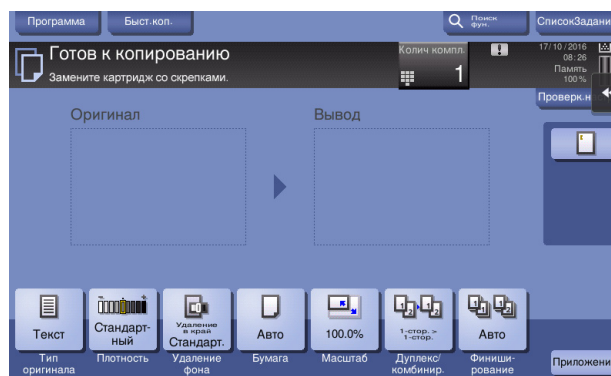 Программа
Быст.коп.
Поиск
фун.
СписокЗадани
Готов к копированию
Замените картридж со скрепками.
Колич компл.
1
17/10/2016
08:26
Память
100%
Проверк.н
Оригинал
Вывод
Текст
Стандарт-
ный
Удаление
в край
Стандарт.
Авто
100.0%
1-стор. >
1-стор.
Авто
Тип
оригинала
Плотность
Удаление
фона
Бумага
Масштаб
Дуплекс/
комбинир.
Финиши-
рование
Приложени